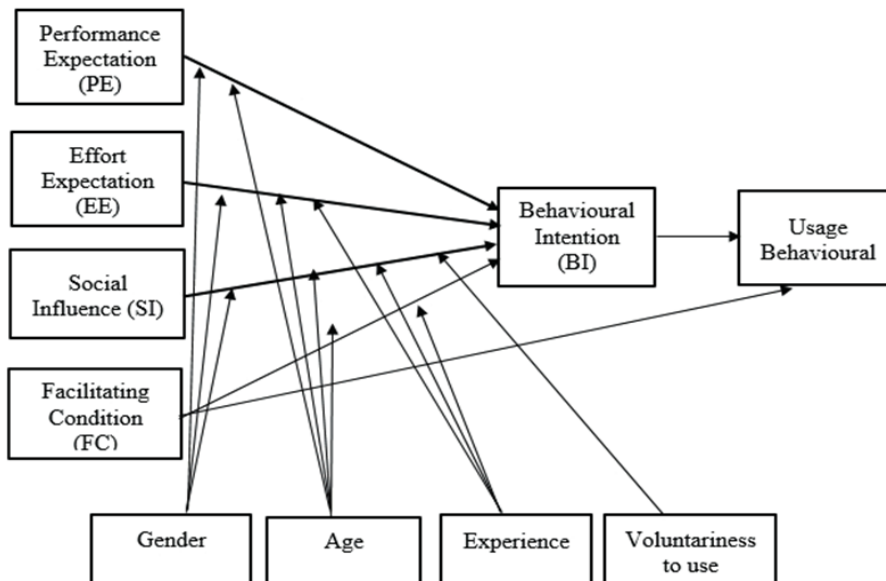 Performance
Expectation
(PE)
Effort
Expectation
(EE)
Social
Influence (SI)
Facilitating
Condition
(FC)
Behavioural
Intention
(BI)
Usage
Behavioural
Gender
Age
Experience
Voluntariness
to use